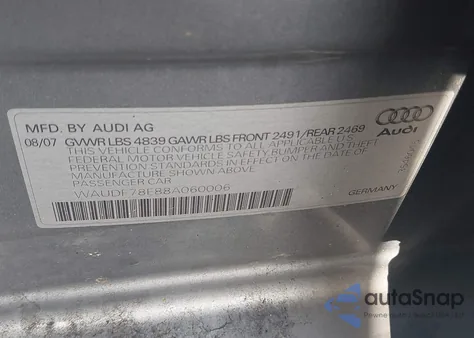 MFD. BY AUDI AG
08/07 GVWR LBS 4839 GAWR LBS FRONT 2491/REAR 2469
THIS VEHICLE CONFORMS TO ALL APPLICABLE U.S.
FEDERAL MOTOR VEHICLE SAFETY BUMPER AND THEFT
PREVENTION STANDARDS IN EFFECT ON THE DATE OF
MANUFACTURE SHOWN ABOVE
PASSENGER CAR
WAUDF78E88A060006
Audi
GERMANY
autoSnap